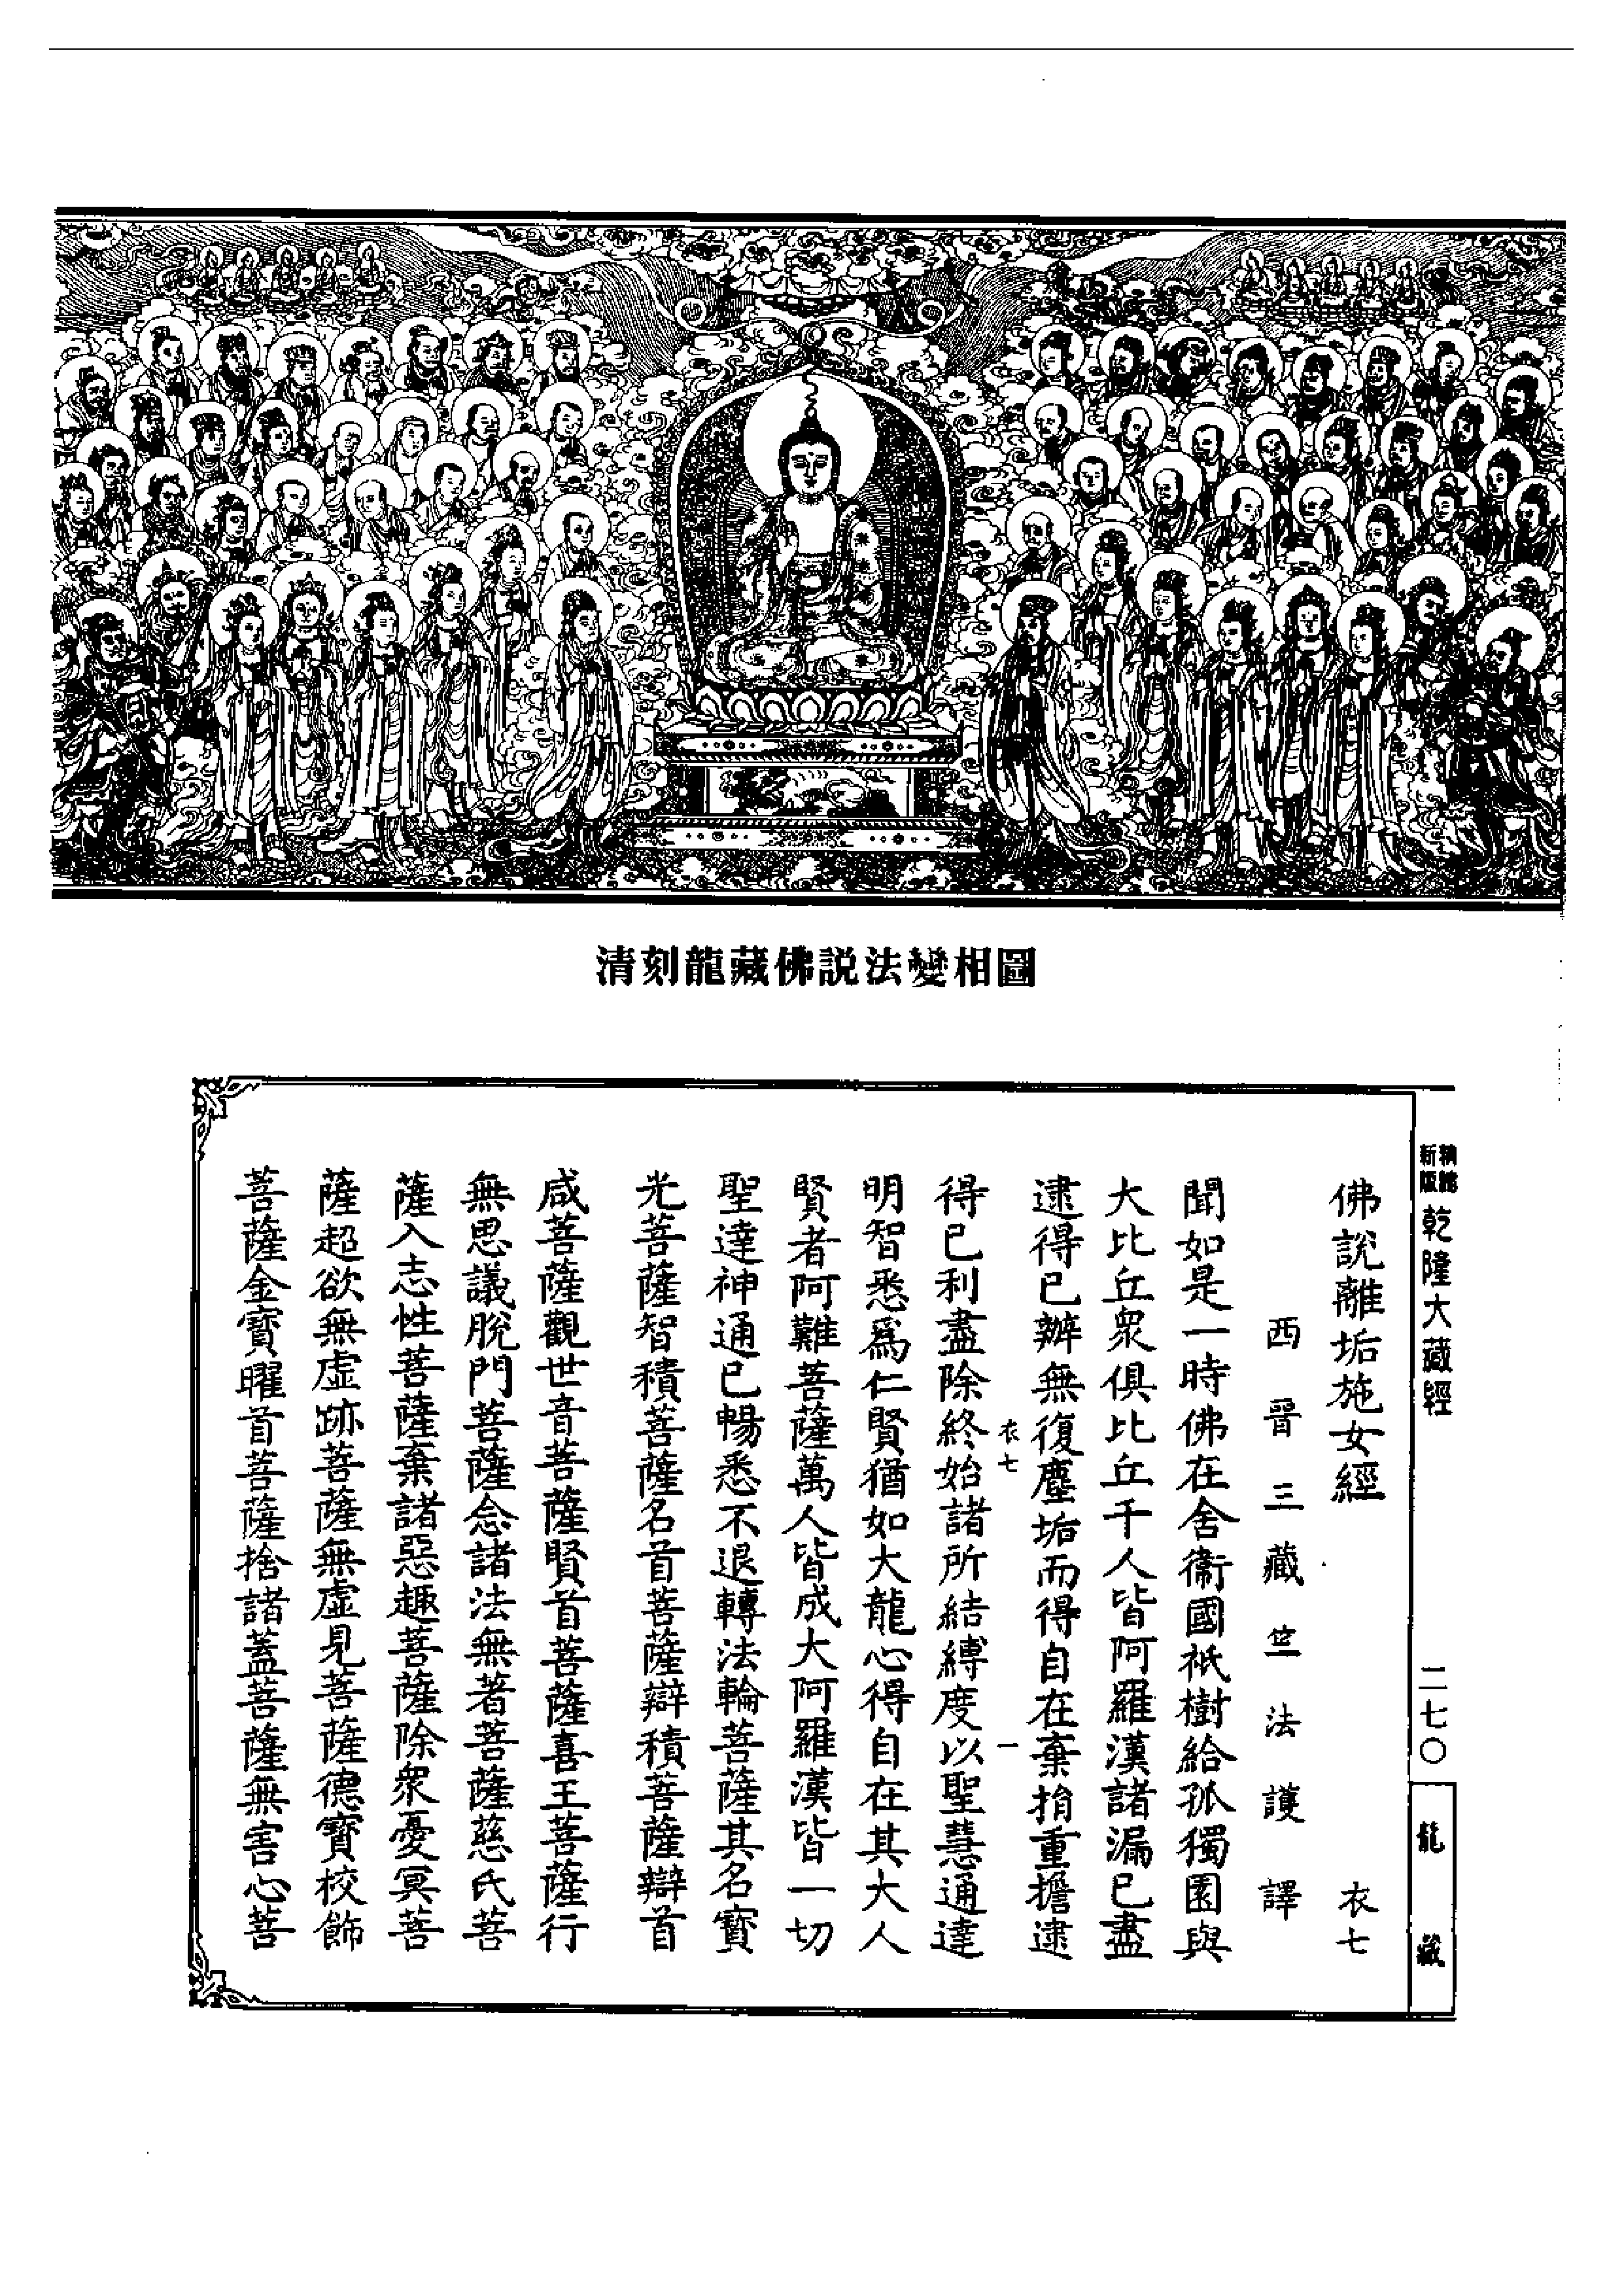 清刻龍藏佛説法變相圖
新版
乾隆大藏經
二七〇
龍藏
佛說離垢施女經 衣七
西晉三藏竺法護譯
聞如是一時佛在舍衞國祇樹給孤獨園與
大比丘衆俱比丘千人皆阿羅漢諸漏已盡
逮得已辦無復塵垢而得自在棄捐重擔逮
衣七 一
得已利盡除終始諸所結縛度以聖慧通達
明智悉爲仁賢猶如大龍心得自在其大人
賢者阿難菩薩萬人皆成大阿羅漢皆一切
聖達神通已暢悉不退轉法輪菩薩其名寶
光菩薩智積菩薩名首菩薩辯積菩薩辯首
咸菩薩觀世音菩薩賢首菩薩喜王菩薩行
無思議脫門菩薩念諸法無著菩薩慈氏菩
薩入志性菩薩棄諸惡趣菩薩除衆憂冥菩
薩超欲無虛跡菩薩無虛見菩薩德寶校飾
菩薩金寶曜首菩薩捨諸蓋菩薩無害心菩